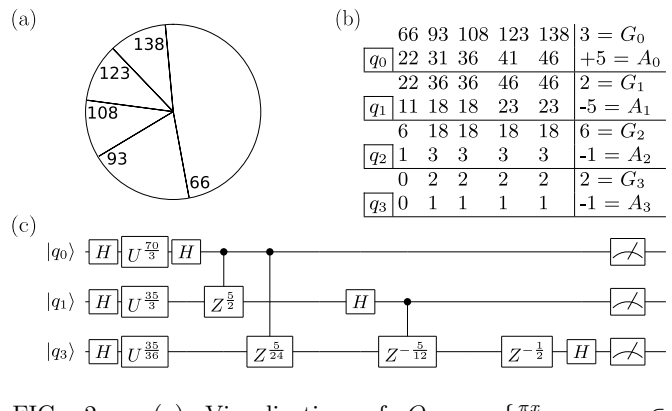 (a)
138
123
108
93
66
(b)
66 93 108 123 138 3 = G₀
q₀ 22 31 36 41 46 +5 = A₀
22 36 36 46 46 2 = G₁
q₁ 11 18 18 23 23 -5 = A₁
6 18 18 18 18 6 = G₂
q₂ 1 3 3 3 3 -1 = A₂
0 2 2 2 2 2 = G₃
q₃ 0 1 1 1 1 -1 = A₃
(c)
|q₀⟩ H U^{70/3} H
|q₁⟩ H U^{35/3} Z^{5/2} H
|q₃⟩ H U^{35/36} Z^{5/24} Z^{-5/12} Z^{-1/2} H